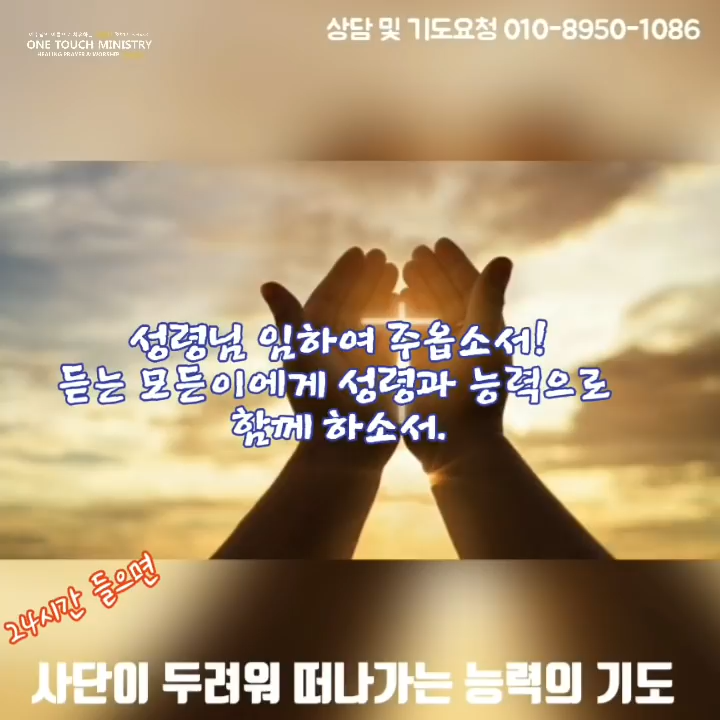 상담 및 기도요청 010-8950-1086
ONE TOUCH MINISTRY
HEALING PRAYER & WORSHIP
성령님 임하여 주옵소서!
듣는 모든이에게 성령과 능력으로
함께 하소서.
24시간 들으면
사단이 두려워 떠나가는 능력의 기도